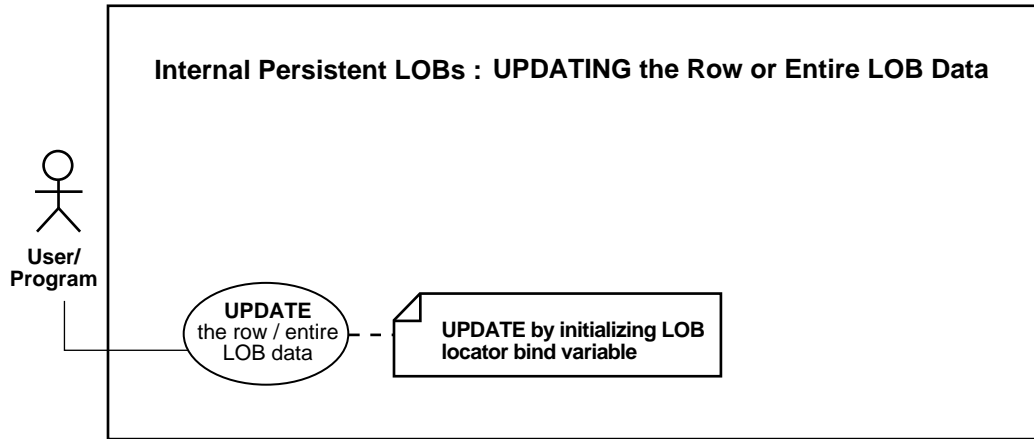 Internal Persistent LOBs : UPDATING the Row or Entire LOB Data
User/
Program
UPDATE
the row / entire
LOB data
UPDATE by initializing LOB
locator bind variable